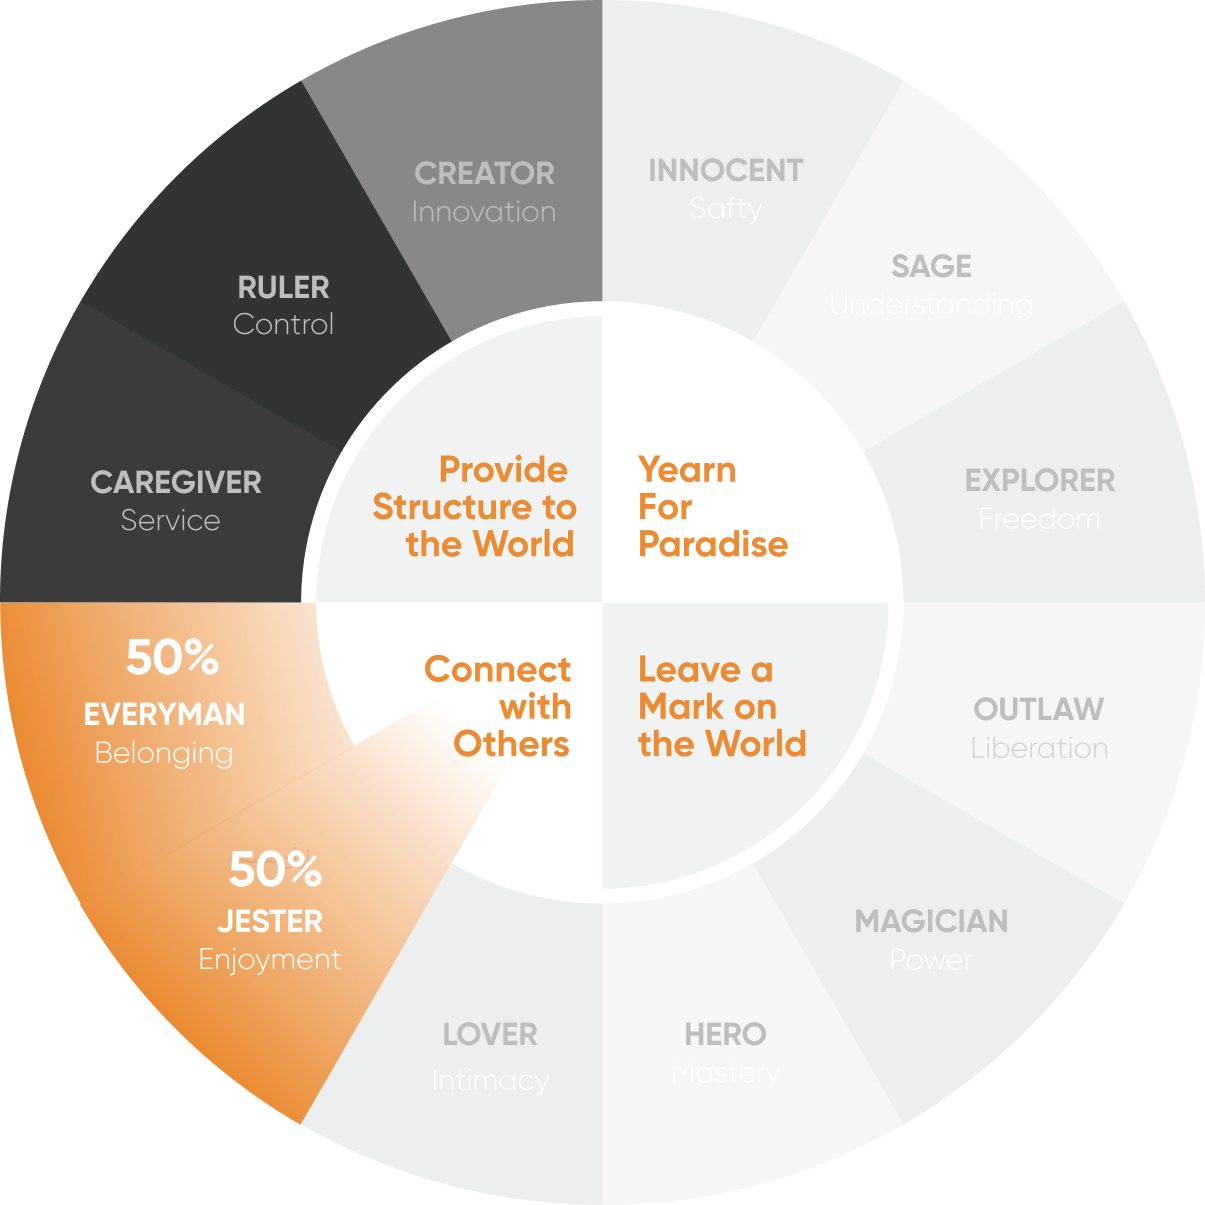 CREATOR
Innovation
INNOCENT
Safty
SAGE
Understanding
EXPLORER
Freedom
OUTLAW
Liberation
MAGICIAN
Power
HERO
Mastery
LOVER
Intimacy
50%
JESTER
Enjoyment
50%
EVERYMAN
Belonging
CAREGIVER
Service
RULER
Control
Provide
Structure to
the World
Yearn
For
Paradise
Connect
with
Others
Leave a
Mark on
the World